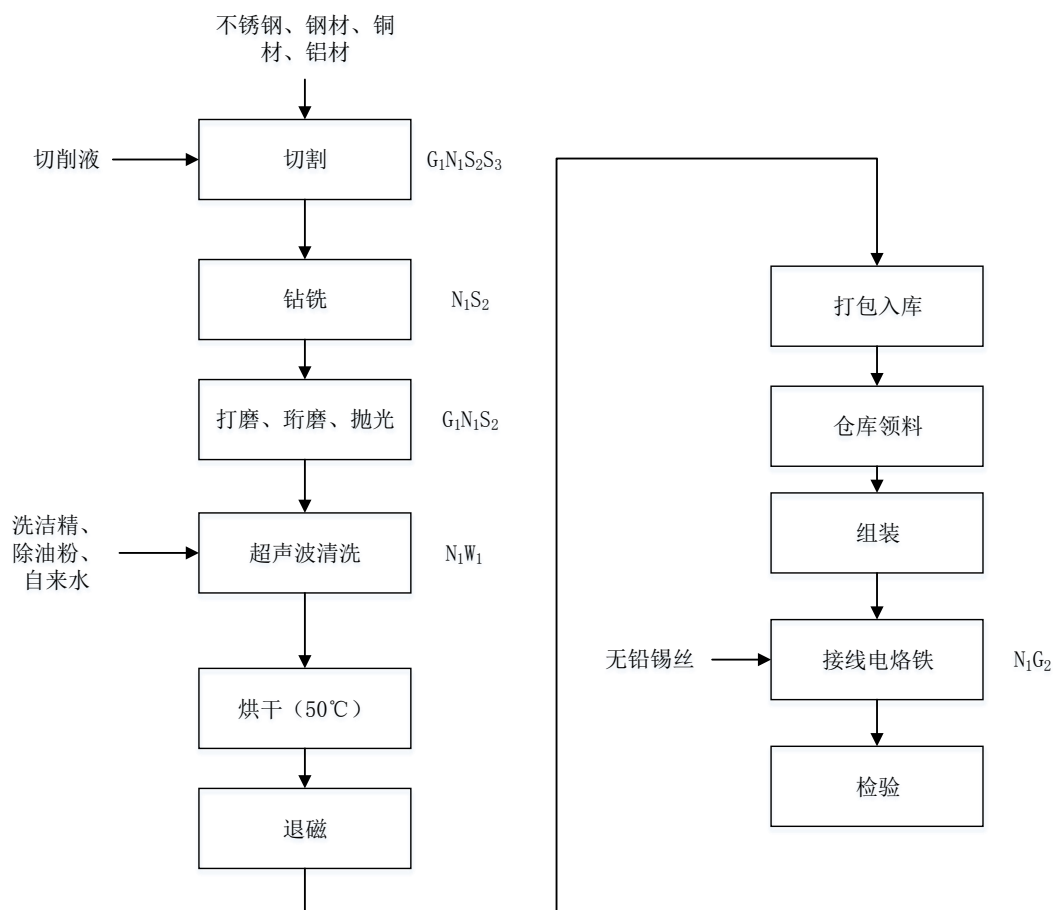 不锈钢、钢材、铜
材、铝材
切削液
切割
G₁N₁S₂S₃
钻铣
N₁S₂
打磨、珩磨、抛光
G₁N₁S₂
洗洁精、
除油粉、
自来水
超声波清洗
N₁W₁
烘干（50℃）
退磁
打包入库
仓库领料
组装
无铅锡丝
接线电烙铁
N₁G₂
检验